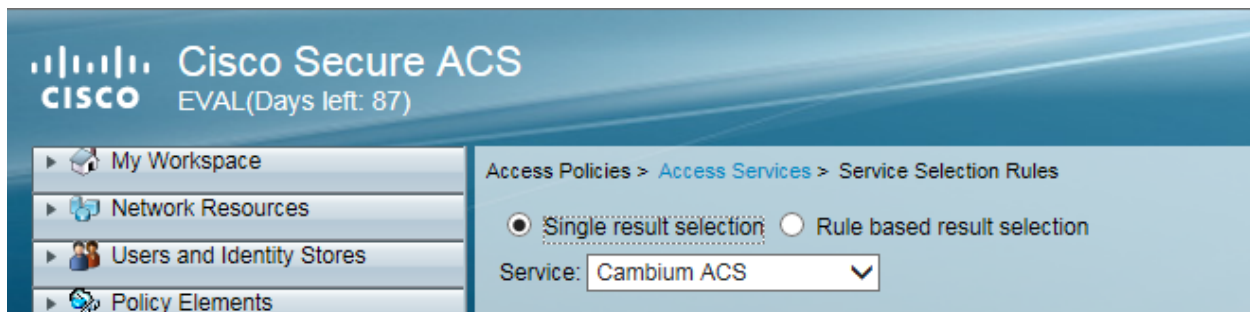 Cisco Secure ACS
CISCO
EVAL(Days left: 87)
My Workspace
Network Resources
Users and Identity Stores
Policy Elements
Access Policies > Access Services > Service Selection Rules
Single result selection Rule based result selection
Service: Cambium ACS